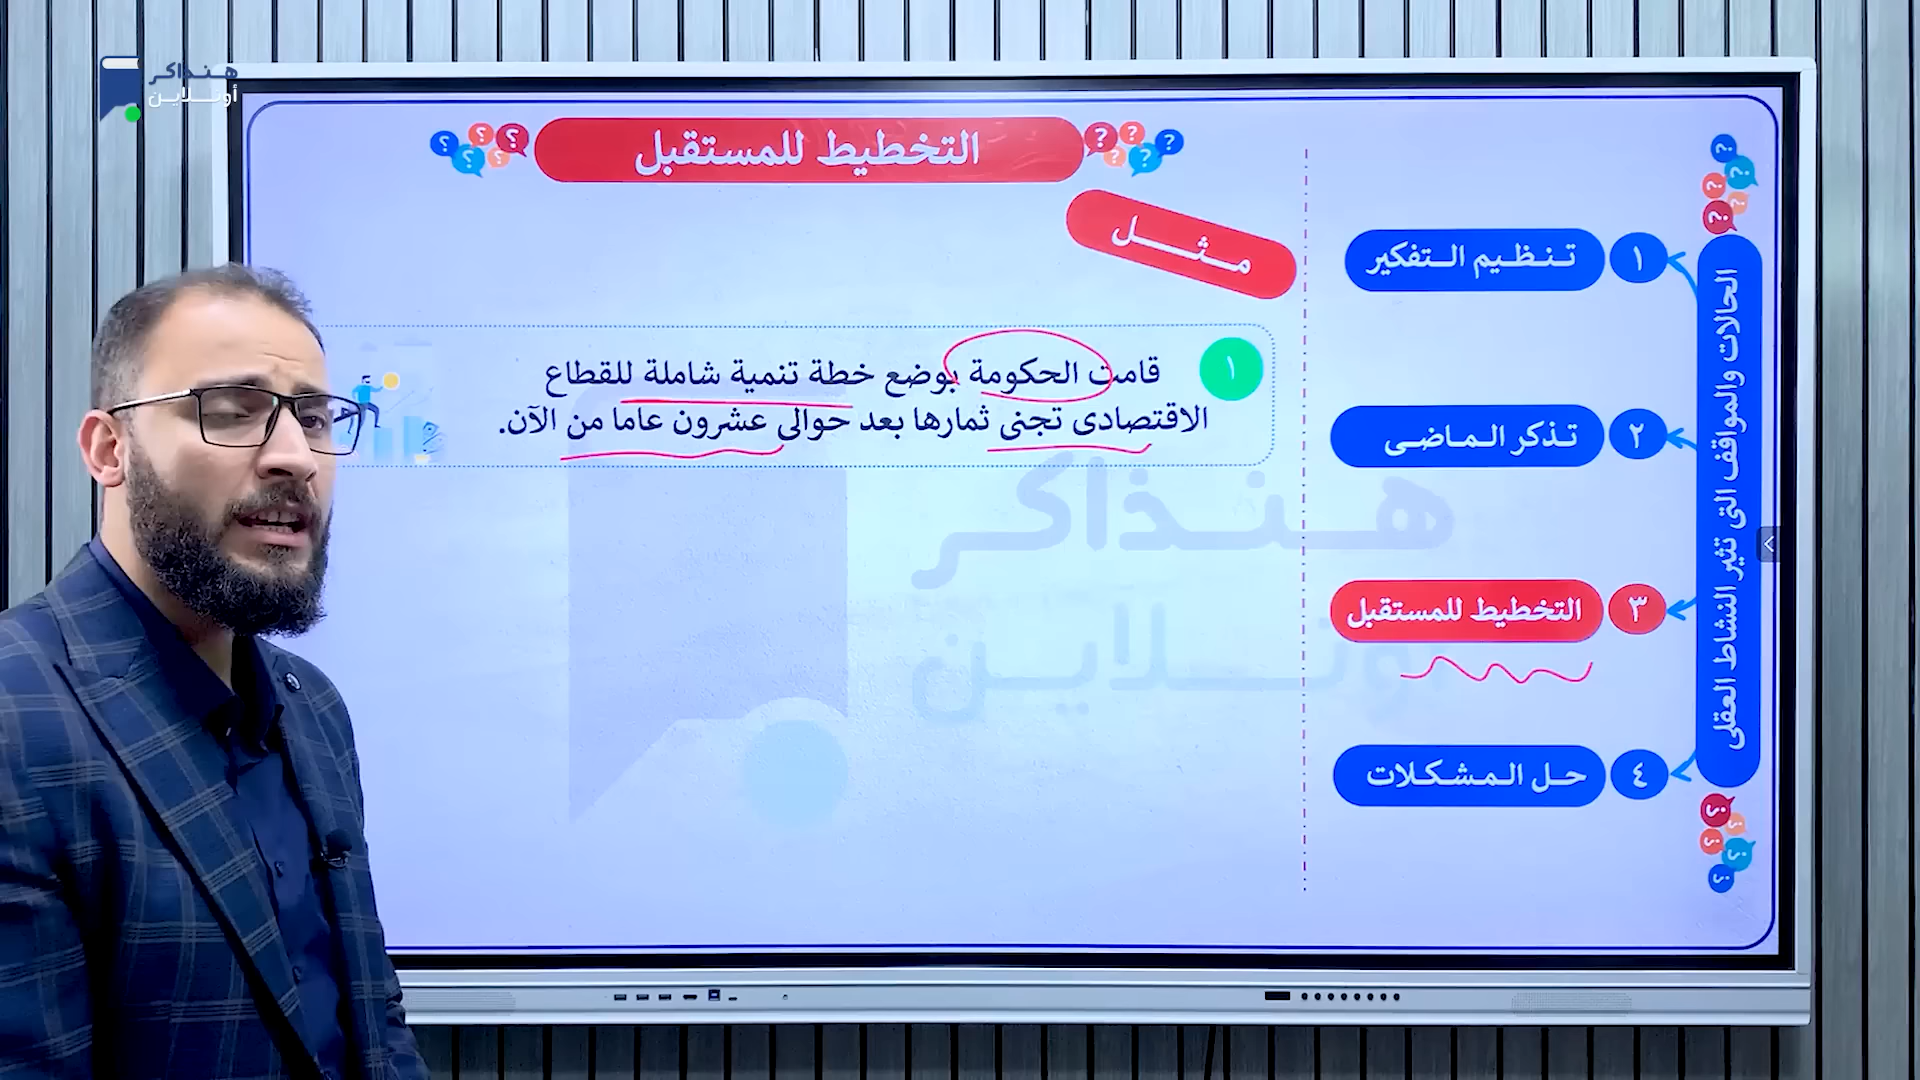 هنذاكر
أونلاين
التخطيط للمستقبل
مثل
١
قامت الحكومة بوضع خطة تنمية شاملة للقطاع
الاقتصادى تجنى ثمارها بعد حوالى عشرون عاما من الآن.
الحالات والمواقف التى تثير النشاط العقلى
١ تنظيم التفكير
٢ تذكر الماضى
٣ التخطيط للمستقبل
٤ حل المشكلات
هنذاكر
أونلاين